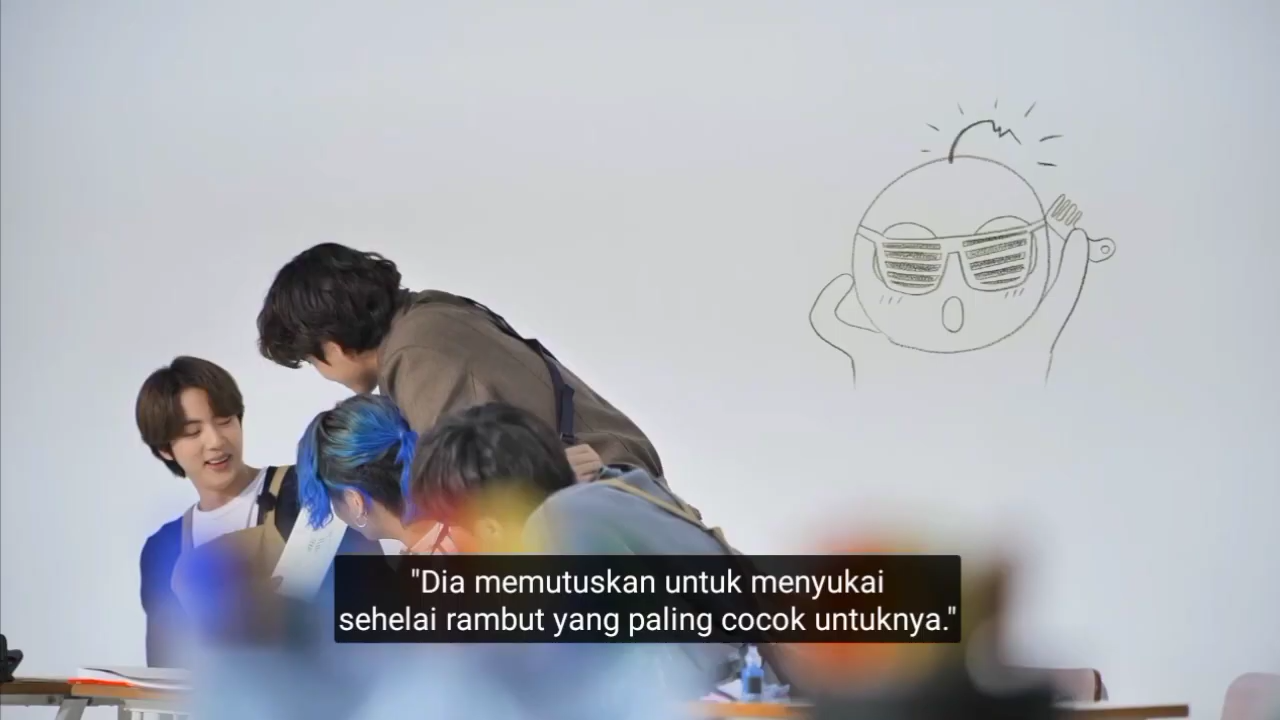 "Dia memutuskan untuk menyukai
sehelai rambut yang paling cocok untuknya."